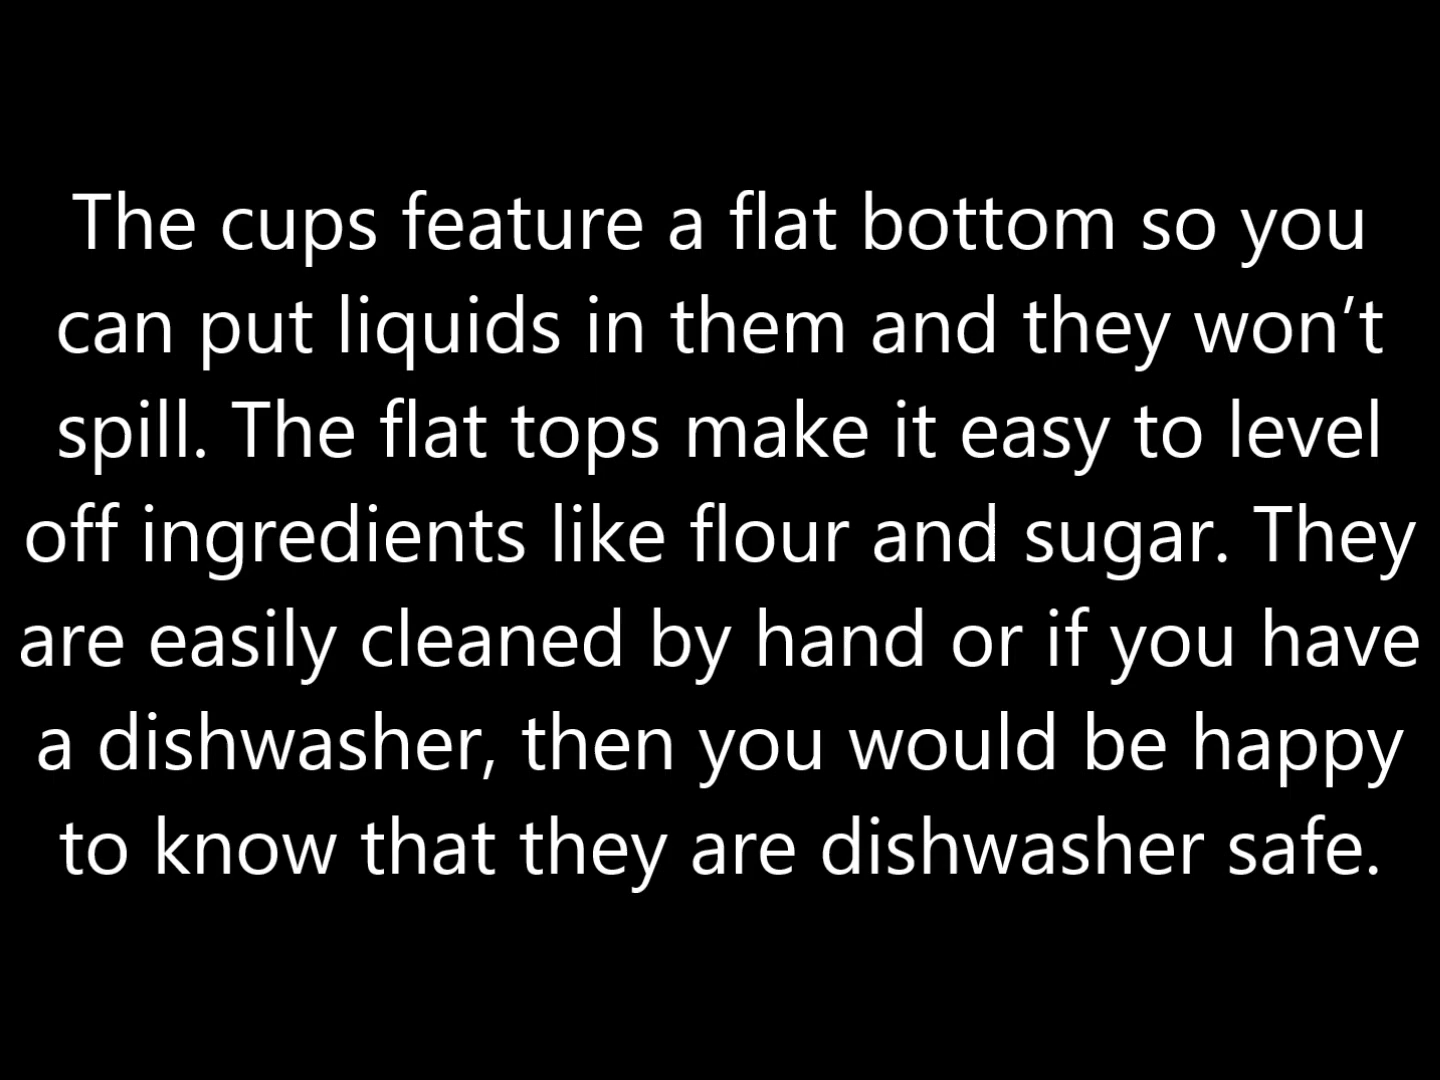 The cups feature a flat bottom so you
can put liquids in them and they won’t
spill. The flat tops make it easy to level
off ingredients like flour and sugar. They
are easily cleaned by hand or if you have
a dishwasher, then you would be happy
to know that they are dishwasher safe.